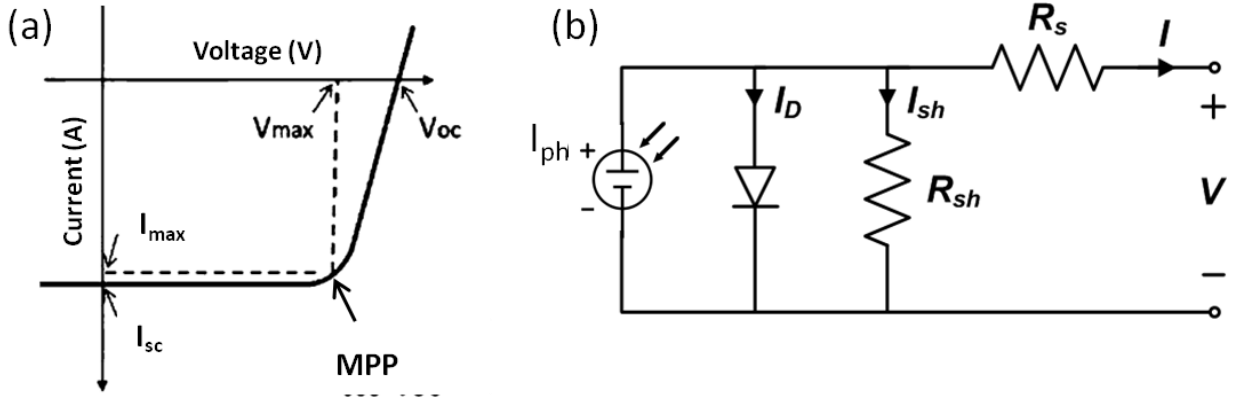 (a)
Voltage (V)
Vmax
Voc
Current (A)
Imax
Isc
MPP
(b)
Rs
I
ID
Ish
Iph
+
−
Rsh
+
V
−